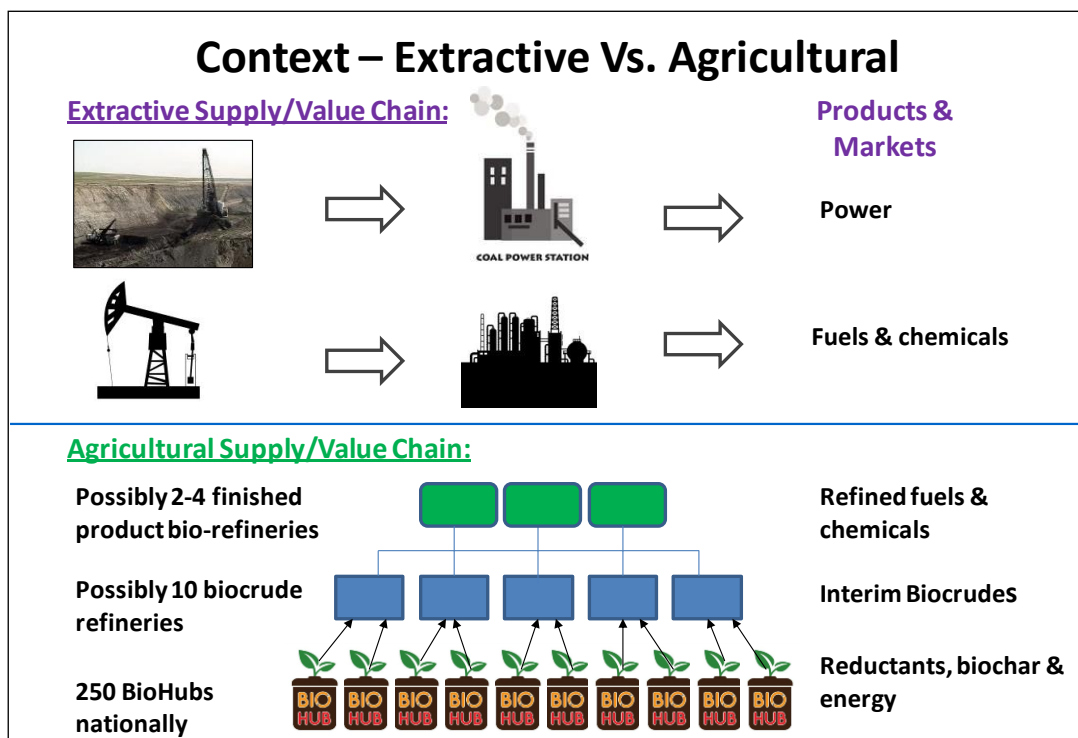 Context – Extractive Vs. Agricultural
Extractive Supply/Value Chain:
Products &
Markets
COAL POWER STATION
Power
Fuels & chemicals
Agricultural Supply/Value Chain:
Possibly 2-4 finished
product bio-refineries
Refined fuels &
chemicals
Possibly 10 biocrude
refineries
Interim Biocrudes
250 BioHubs
nationally
BIO
HUB
BIO
HUB
BIO
HUB
BIO
HUB
BIO
HUB
BIO
HUB
BIO
HUB
BIO
HUB
BIO
HUB
BIO
HUB
Reductants, biochar &
energy